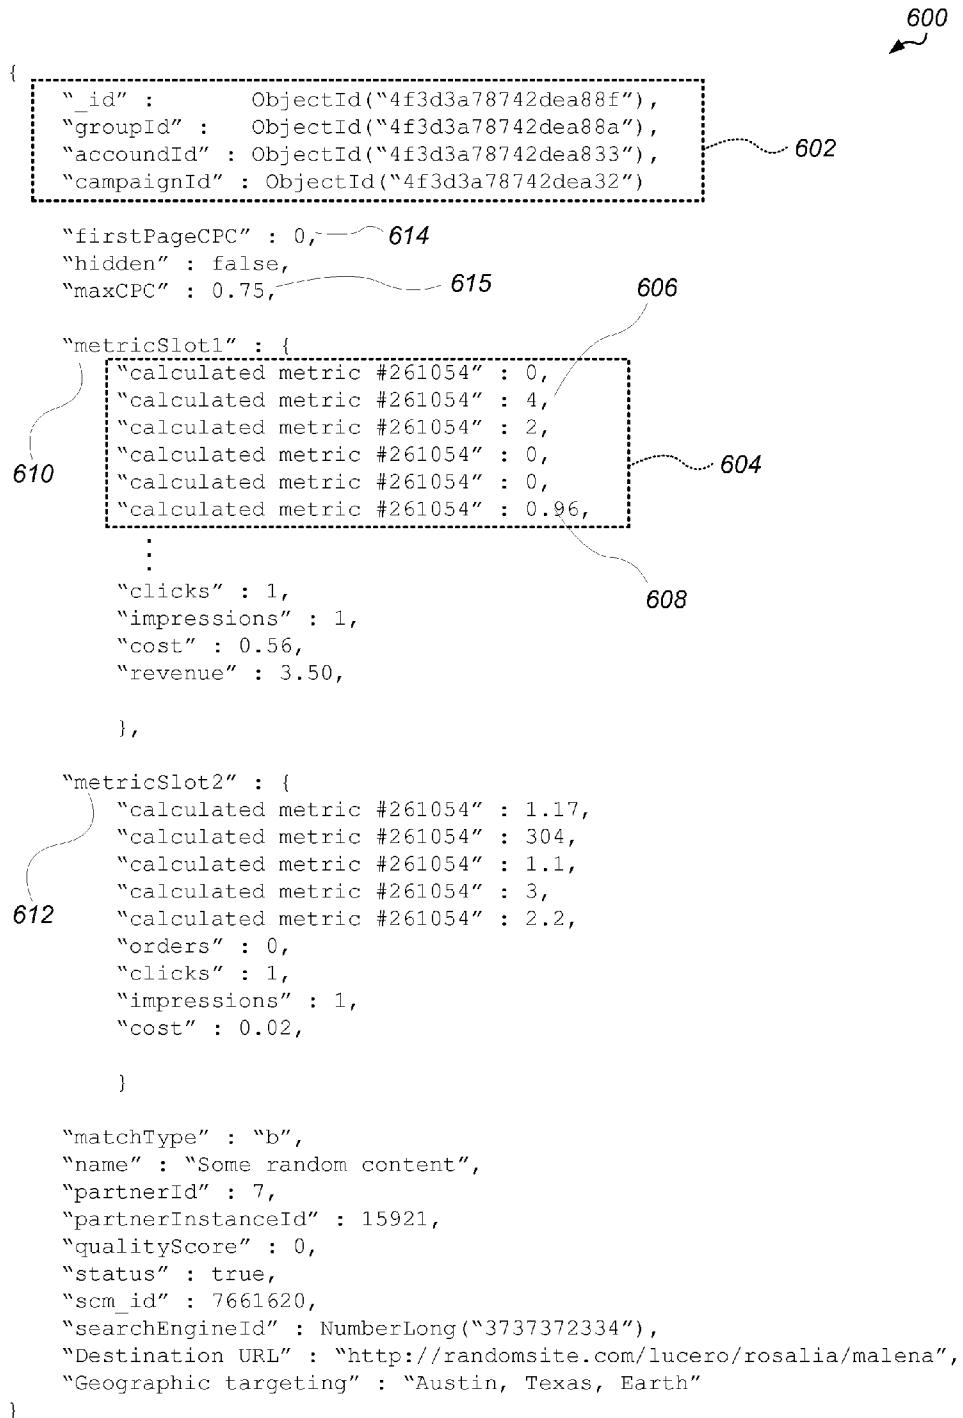 600
{
“_id” : ObjectId(“4f3d3a78742dea88f”),
“groupId” : ObjectId(“4f3d3a78742dea88a”),
“accoundId” : ObjectId(“4f3d3a78742dea833”),
602
“campaignId” : ObjectId(“4f3d3a78742dea32”)
“firstPageCPC” : 0, 614
“hidden” : false,
“maxCPC” : 0.75, 615
606
“metricSlot1” : {
“calculated metric #261054” : 0,
“calculated metric #261054” : 4,
“calculated metric #261054” : 2,
“calculated metric #261054” : 0,
610
604
“calculated metric #261054” : 0,
“calculated metric #261054” : 0.96,
608
“clicks” : 1,
“impressions” : 1,
“cost” : 0.56,
“revenue” : 3.50,
},
“metricSlot2” : {
“calculated metric #261054” : 1.17,
“calculated metric #261054” : 304,
“calculated metric #261054” : 1.1,
“calculated metric #261054” : 3,
612
“calculated metric #261054” : 2.2,
“orders” : 0,
“clicks” : 1,
“impressions” : 1,
“cost” : 0.02,
}
“matchType” : “b”,
“name” : “Some random content”,
“partnerId” : 7,
“partnerInstanceId” : 15921,
“qualityScore” : 0,
“status” : true,
“scm_id” : 7661620,
“searchEngineId” : NumberLong(“3737372334”),
“Destination URL” : “http://randomsite.com/lucero/rosalia/malena”,
“Geographic targeting” : “Austin, Texas, Earth”
}